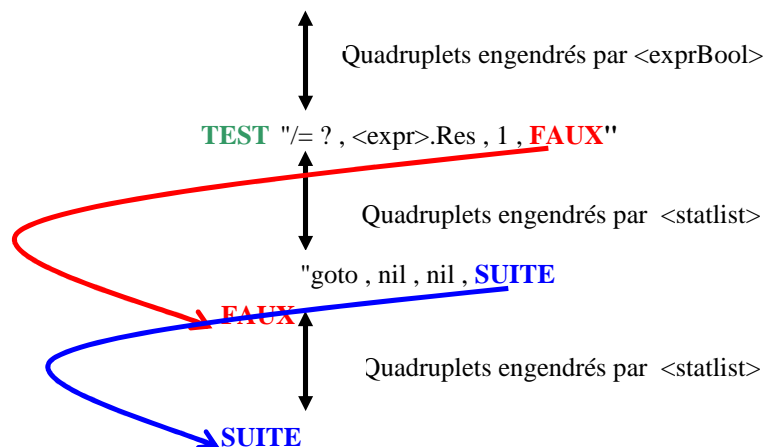 Quadruplets engendrés par <exprBool>
TEST "/= ? , <expr>.Res , 1 , FAUX"
Quadruplets engendrés par <statlist>
"goto , nil , nil , SUITE
FAUX
Quadruplets engendrés par <statlist>
SUITE